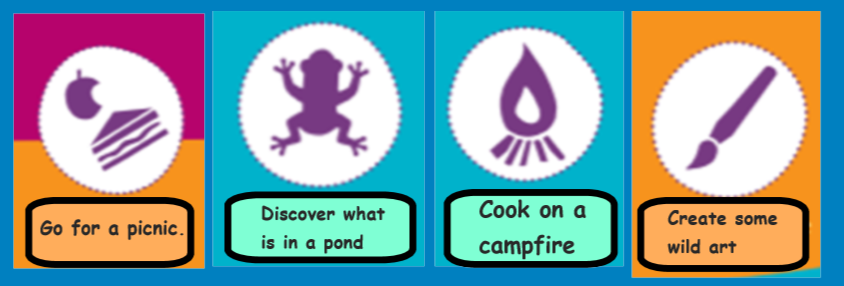 Go for a picnic.
Discover what
is in a pond
Cook on a
campfire
Create some
wild art